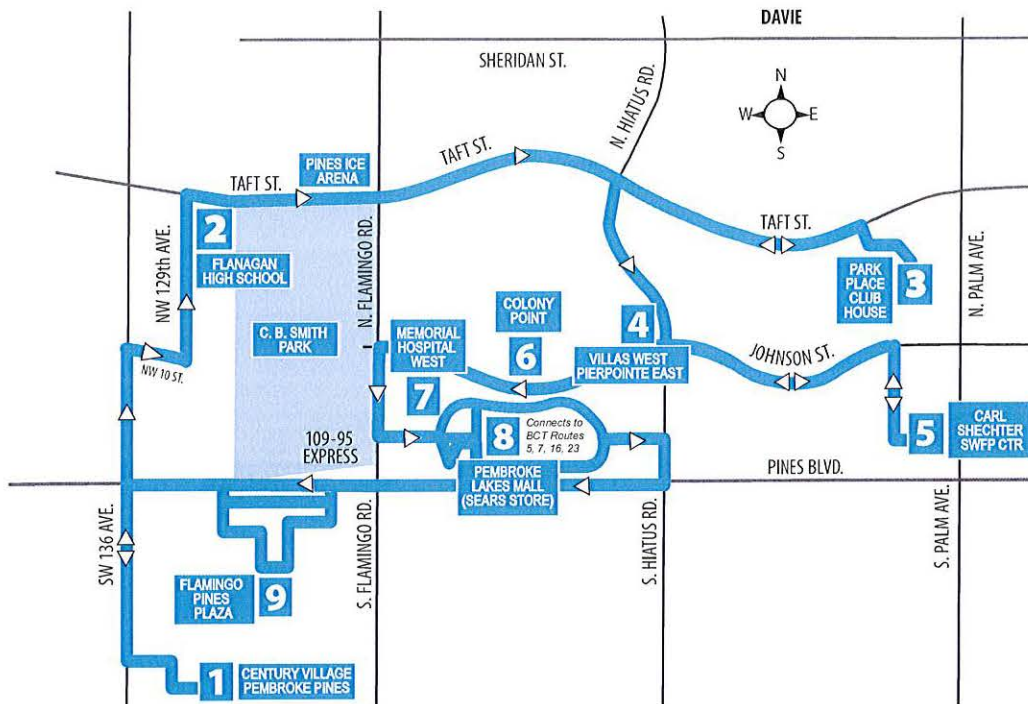 DAVIE
SHERIDAN ST.
N. HIATUS RD.
N
W
E
S
PINES ICE
ARENA
TAFT ST.
TAFT ST.
TAFT ST.
2
FLANAGAN
HIGH SCHOOL
NW 129th AVE.
N. FLAMINGO RD.
N. PALM AVE.
PARK
PLACE
CLUB
HOUSE
3
C. B. SMITH
PARK
MEMORIAL
HOSPITAL
WEST
7
COLONY
POINT
6
4
VILLAS WEST
PIERPOINTE EAST
JOHNSON ST.
NW 10 ST.
109-95
EXPRESS
8
Connects to
BCT Routes
5, 7, 16, 23
PEMBROKE
LAKES MALL
(SEARS STORE)
5
CARL
SHECHTER
SWFP CTR
PINES BLVD.
SW 136 AVE.
S. FLAMINGO RD.
S. HIATUS RD.
S. PALM AVE.
FLAMINGO
PINES
PLAZA
9
1
CENTURY VILLAGE
PEMBROKE PINES